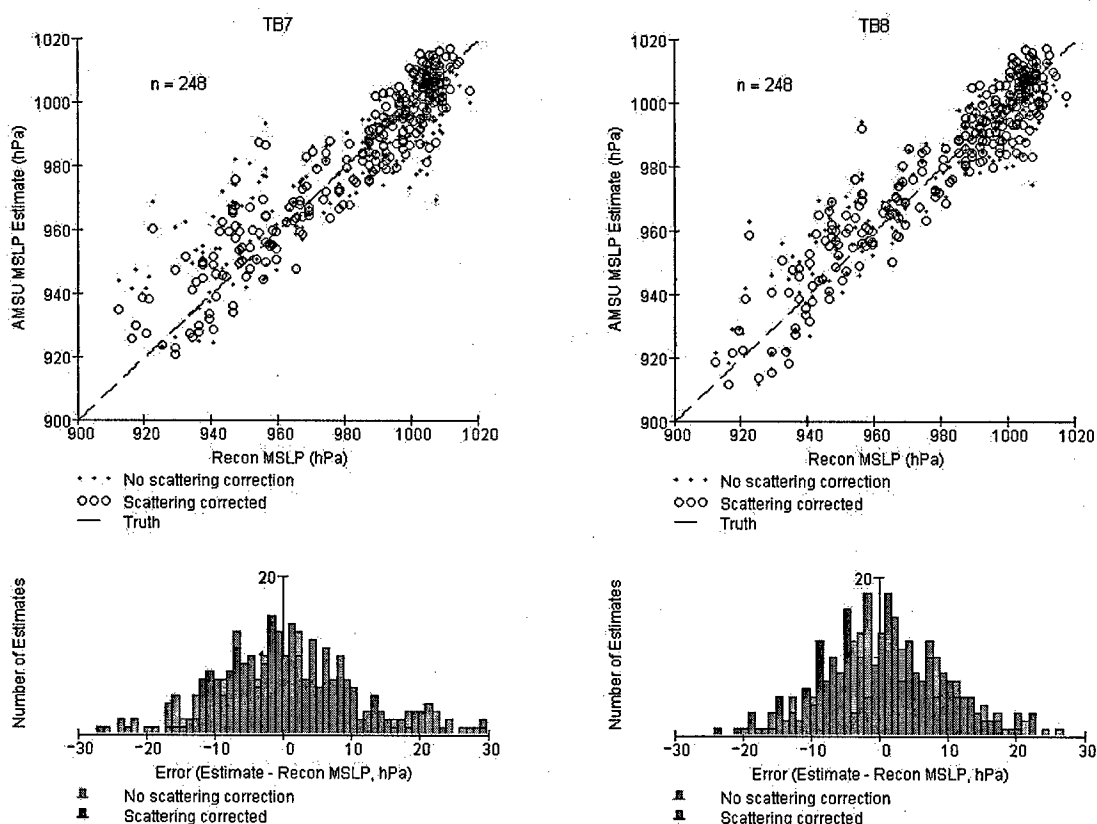 TB7
1020
1000
980
960
940
920
900
n = 248
AMSU MSLP Estimate (hPa)
900 920 940 960 980 1000 1020
Recon MSLP (hPa)
No scattering correction
Scattering corrected
Truth
TB8
1020
1000
980
960
940
920
900
n = 248
AMSU MSLP Estimate (hPa)
900 920 940 960 980 1000 1020
Recon MSLP (hPa)
No scattering correction
Scattering corrected
Truth
20
Number of Estimates
-30 -20 -10 0 10 20 30
Error (Estimate - Recon MSLP, hPa)
No scattering correction
Scattering corrected
20
Number of Estimates
-30 -20 -10 0 10 20 30
Error (Estimate - Recon MSLP, hPa)
No scattering correction
Scattering corrected